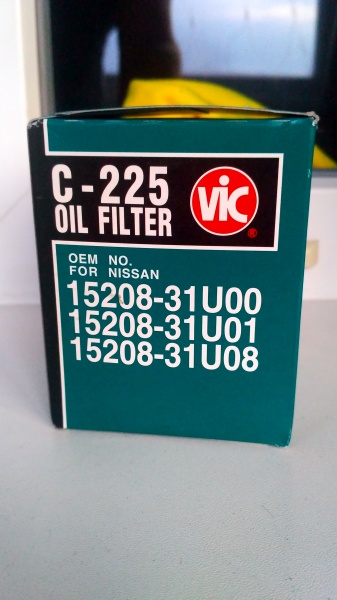 C-225
OIL FILTER
VIC
®
OEM NO.
FOR NISSAN
15208-31U00
15208-31U01
15208-31U08